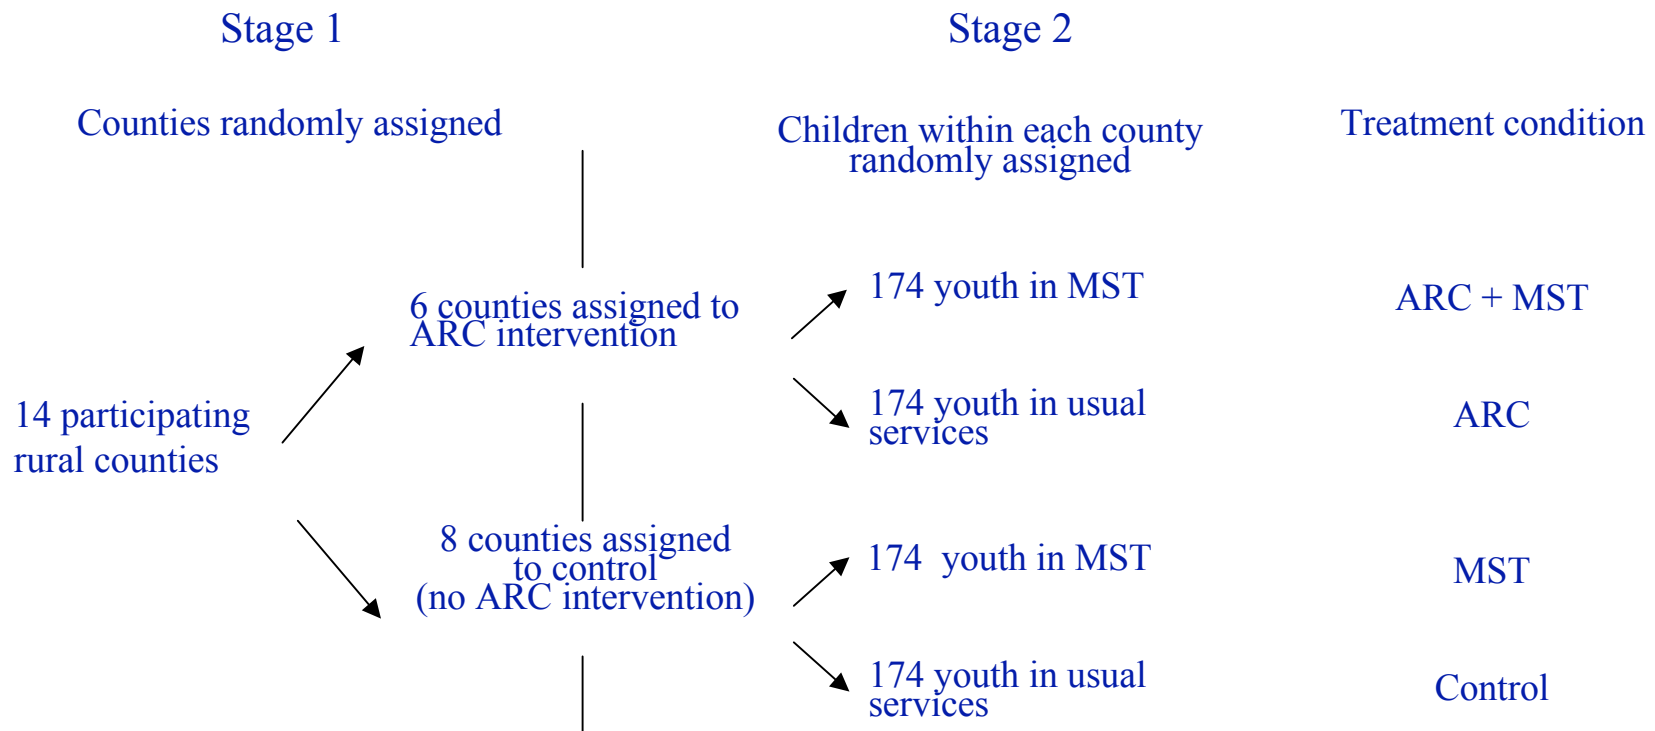 Stage 1
Stage 2
Counties randomly assigned
Children within each county
randomly assigned
Treatment condition
14 participating
rural counties
6 counties assigned to
ARC intervention
8 counties assigned
to control
(no ARC intervention)
174 youth in MST
ARC + MST
174 youth in usual
services
ARC
174 youth in MST
MST
174 youth in usual
services
Control